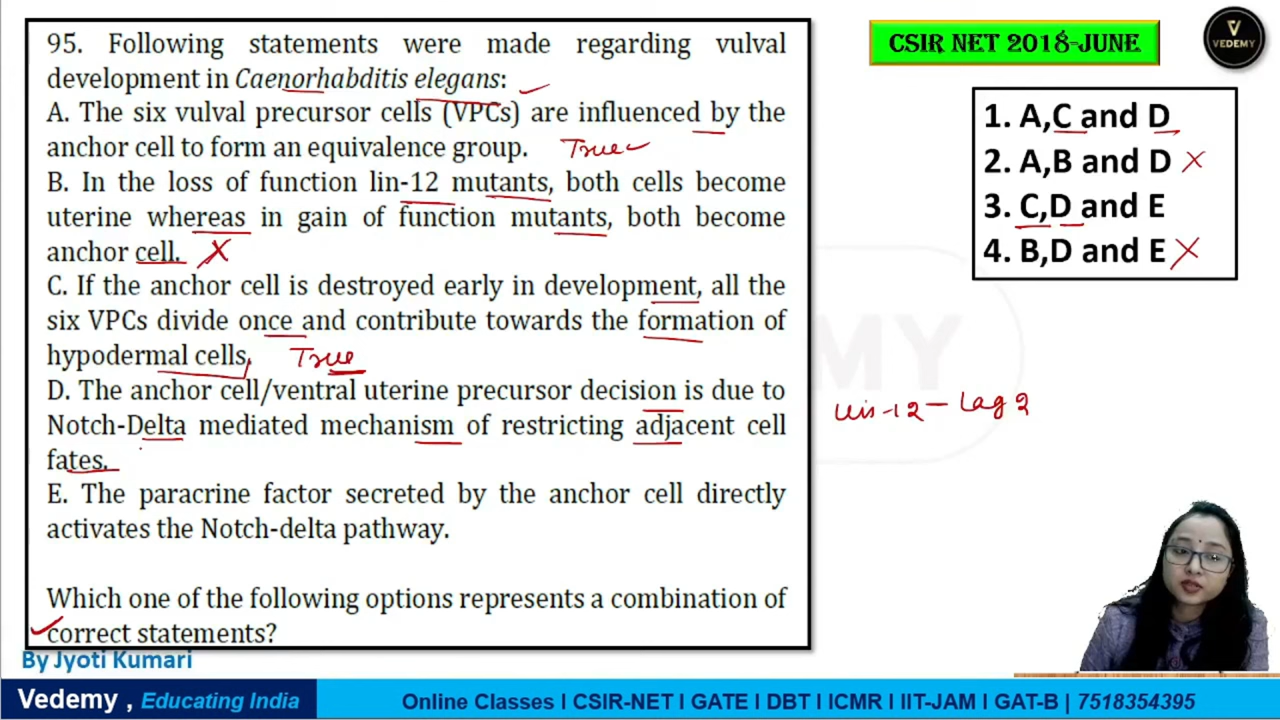 95. Following statements were made regarding vulval
development in Caenorhabditis elegans:
A. The six vulval precursor cells (VPCs) are influenced by the
anchor cell to form an equivalence group. True
B. In the loss of function lin-12 mutants, both cells become
uterine whereas in gain of function mutants, both become
anchor cell.
C. If the anchor cell is destroyed early in development, all the
six VPCs divide once and contribute towards the formation of
hypodermal cells. True
D. The anchor cell/ventral uterine precursor decision is due to
Notch-Delta mediated mechanism of restricting adjacent cell
fates.
E. The paracrine factor secreted by the anchor cell directly
activates the Notch-delta pathway.
Which one of the following options represents a combination of
correct statements?
By Jyoti Kumari
CSIR NET 2018-JUNE
VEDEMY
1. A,C and D
2. A,B and D
3. C,D and E
4. B,D and E
Lin-12 – Lag 2
Vedemy , Educating India
Online Classes I CSIR-NET I GATE I DBT I ICMR I IIT-JAM I GAT-B | 7518354395